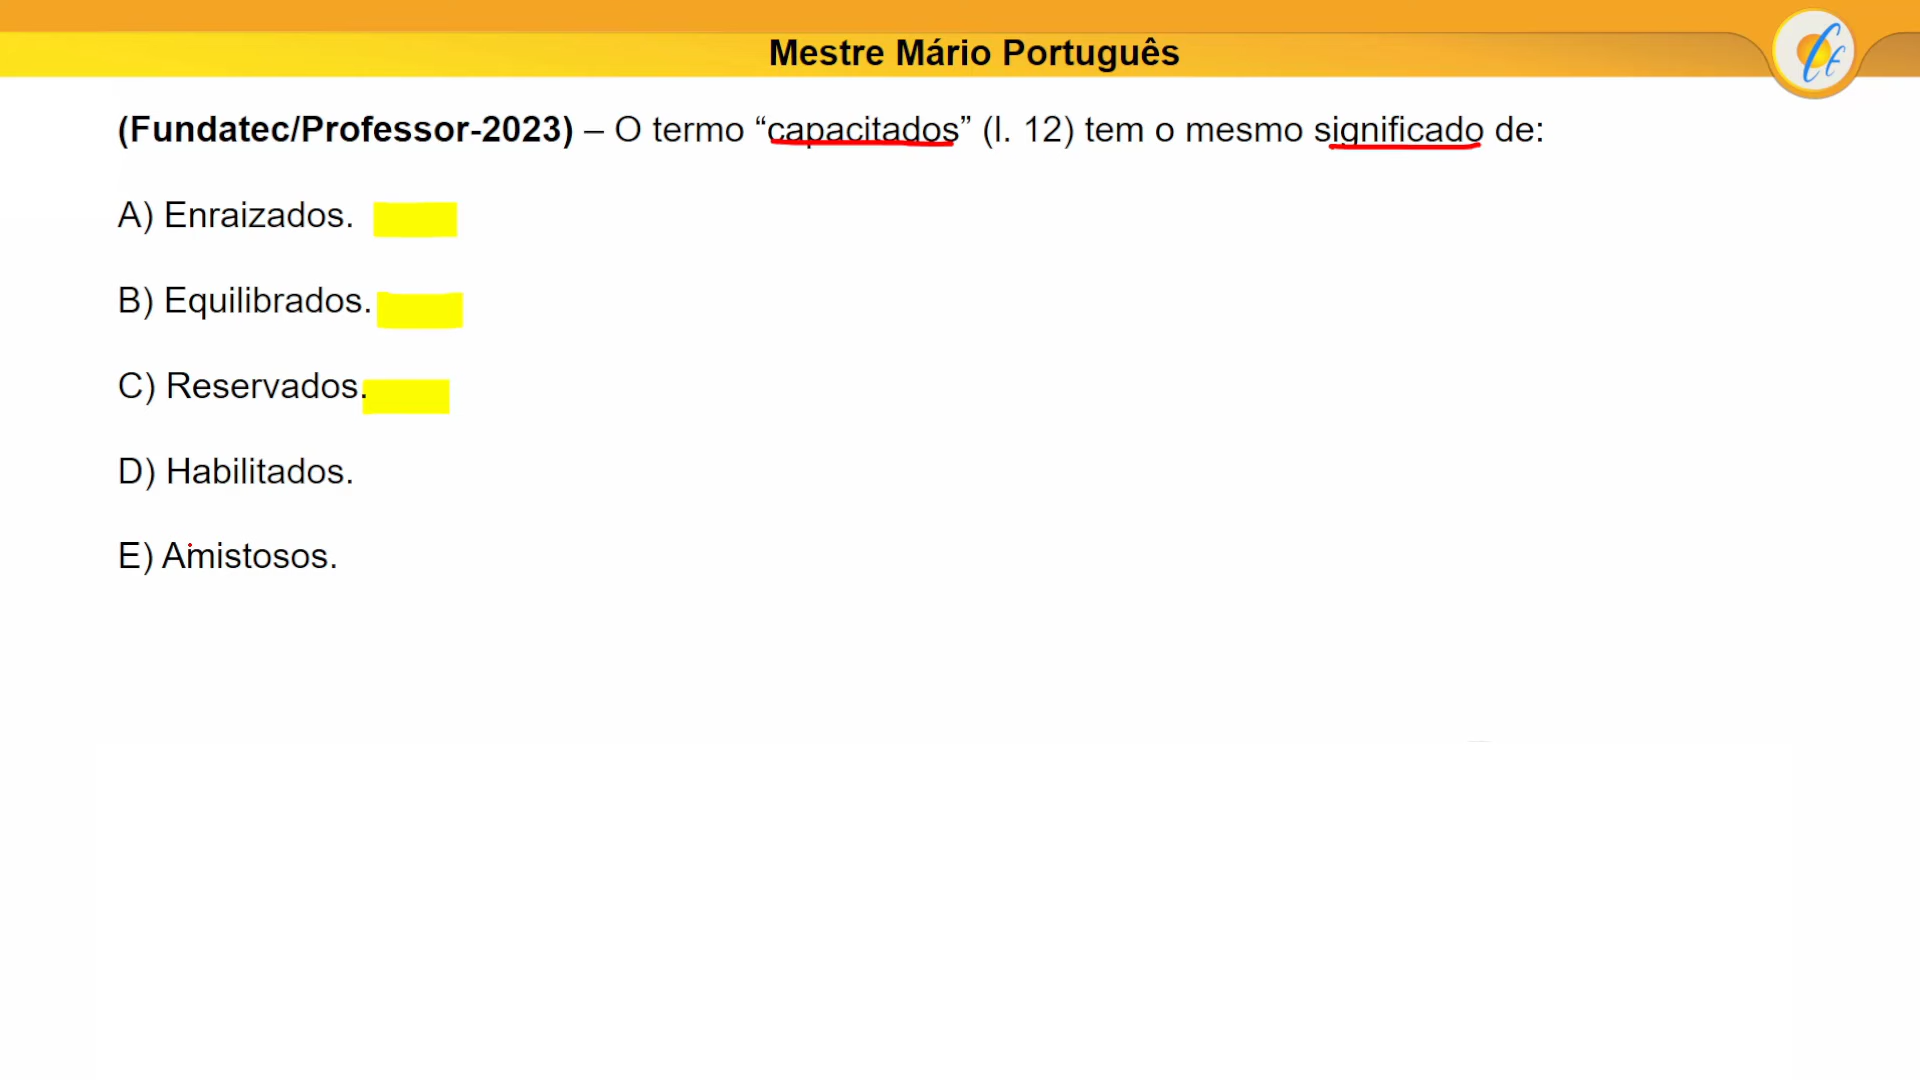 Mestre Mário Português
(Fundatec/Professor-2023) – O termo “capacitados” (l. 12) tem o mesmo significado de:
A) Enraizados.
B) Equilibrados.
C) Reservados.
D) Habilitados.
E) Amistosos.